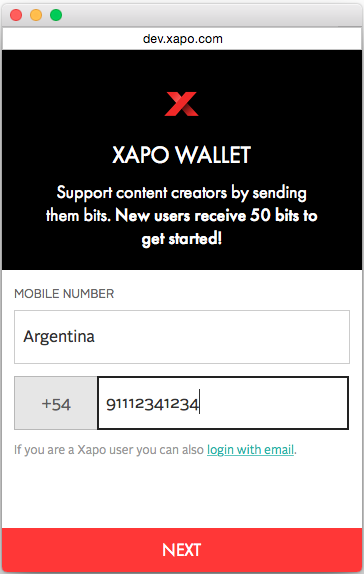 dev.xapo.com
XAPO WALLET
Support content creators by sending
them bits. New users receive 50 bits to
get started!
MOBILE NUMBER
Argentina
+54 91112341234
If you are a Xapo user you can also login with email.
NEXT